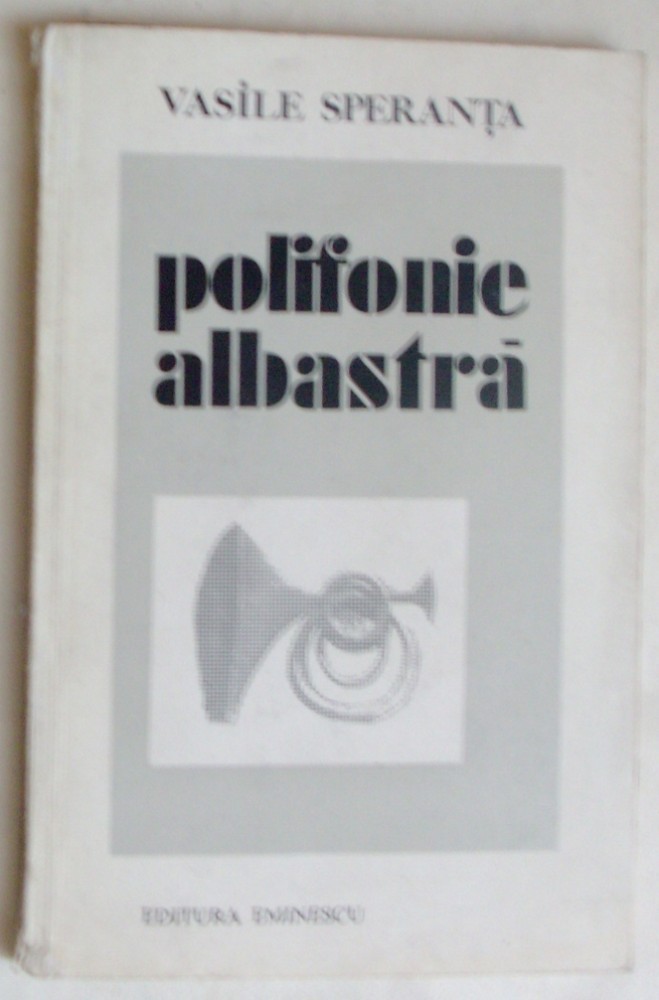 VASILE SPERANȚA
polifonie
albastră
EDITURA EMINESCU